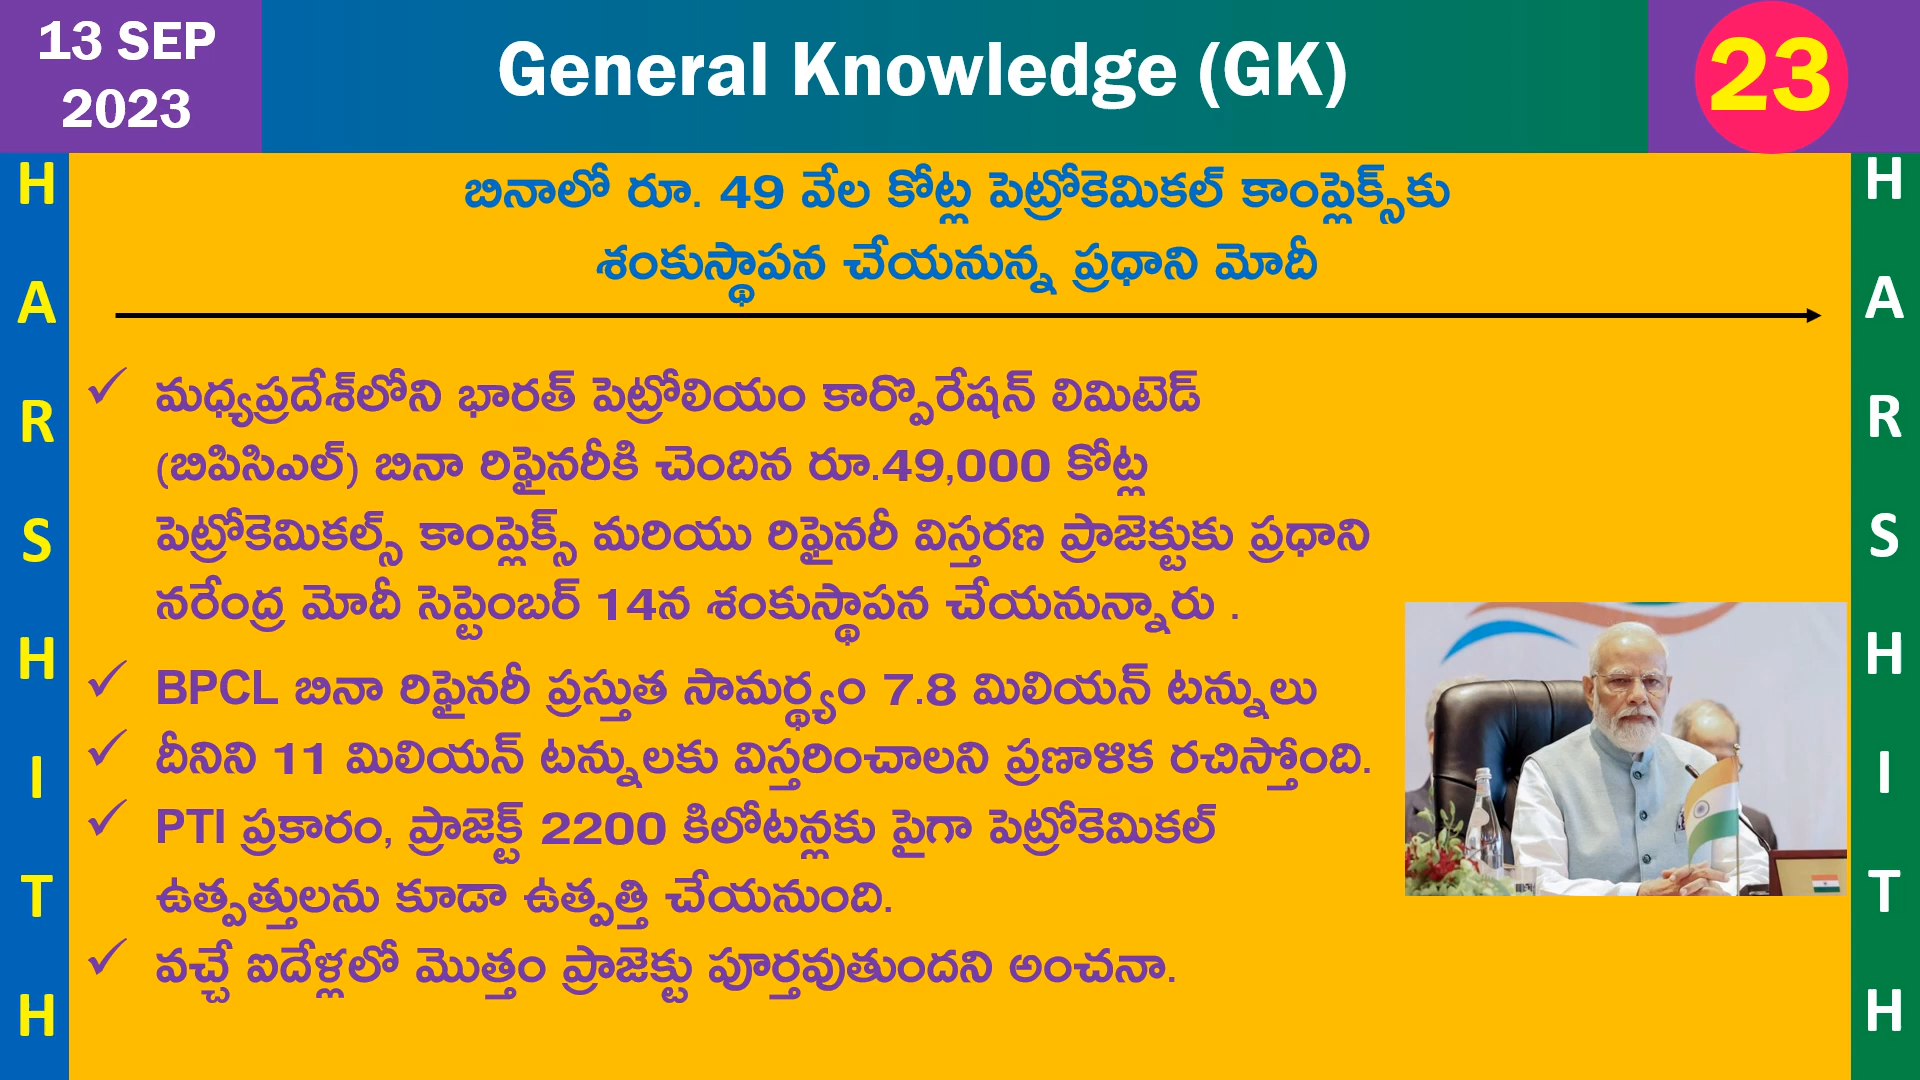 13 SEP
2023
General Knowledge (GK)
23
బినాలో రూ. 49 వేల కోట్ల పెట్రోకెమికల్ కాంప్లెక్స్‌కు
శంకుస్థాపన చేయనున్న ప్రధాని మోదీ
✓ మధ్యప్రదేశ్‌లోని భారత్ పెట్రోలియం కార్పొరేషన్ లిమిటెడ్
(బిపిసిఎల్) బినా రిఫైనరీకి చెందిన రూ.49,000 కోట్ల
పెట్రోకెమికల్స్ కాంప్లెక్స్ మరియు రిఫైనరీ విస్తరణ ప్రాజెక్టుకు ప్రధాని
నరేంద్ర మోదీ సెప్టెంబర్ 14న శంకుస్థాపన చేయనున్నారు .
✓ BPCL బినా రిఫైనరీ ప్రస్తుత సామర్థ్యం 7.8 మిలియన్ టన్నులు
✓ దీనిని 11 మిలియన్ టన్నులకు విస్తరించాలని ప్రణాళిక రచిస్తోంది.
✓ PTI ప్రకారం, ప్రాజెక్ట్ 2200 కిలోటన్లకు పైగా పెట్రోకెమికల్
ఉత్పత్తులను కూడా ఉత్పత్తి చేయనుంది.
✓ వచ్చే ఐదేళ్లలో మొత్తం ప్రాజెక్టు పూర్తవుతుందని అంచనా.
H
A
R
S
H
I
T
H
H
A
R
S
H
I
T
H